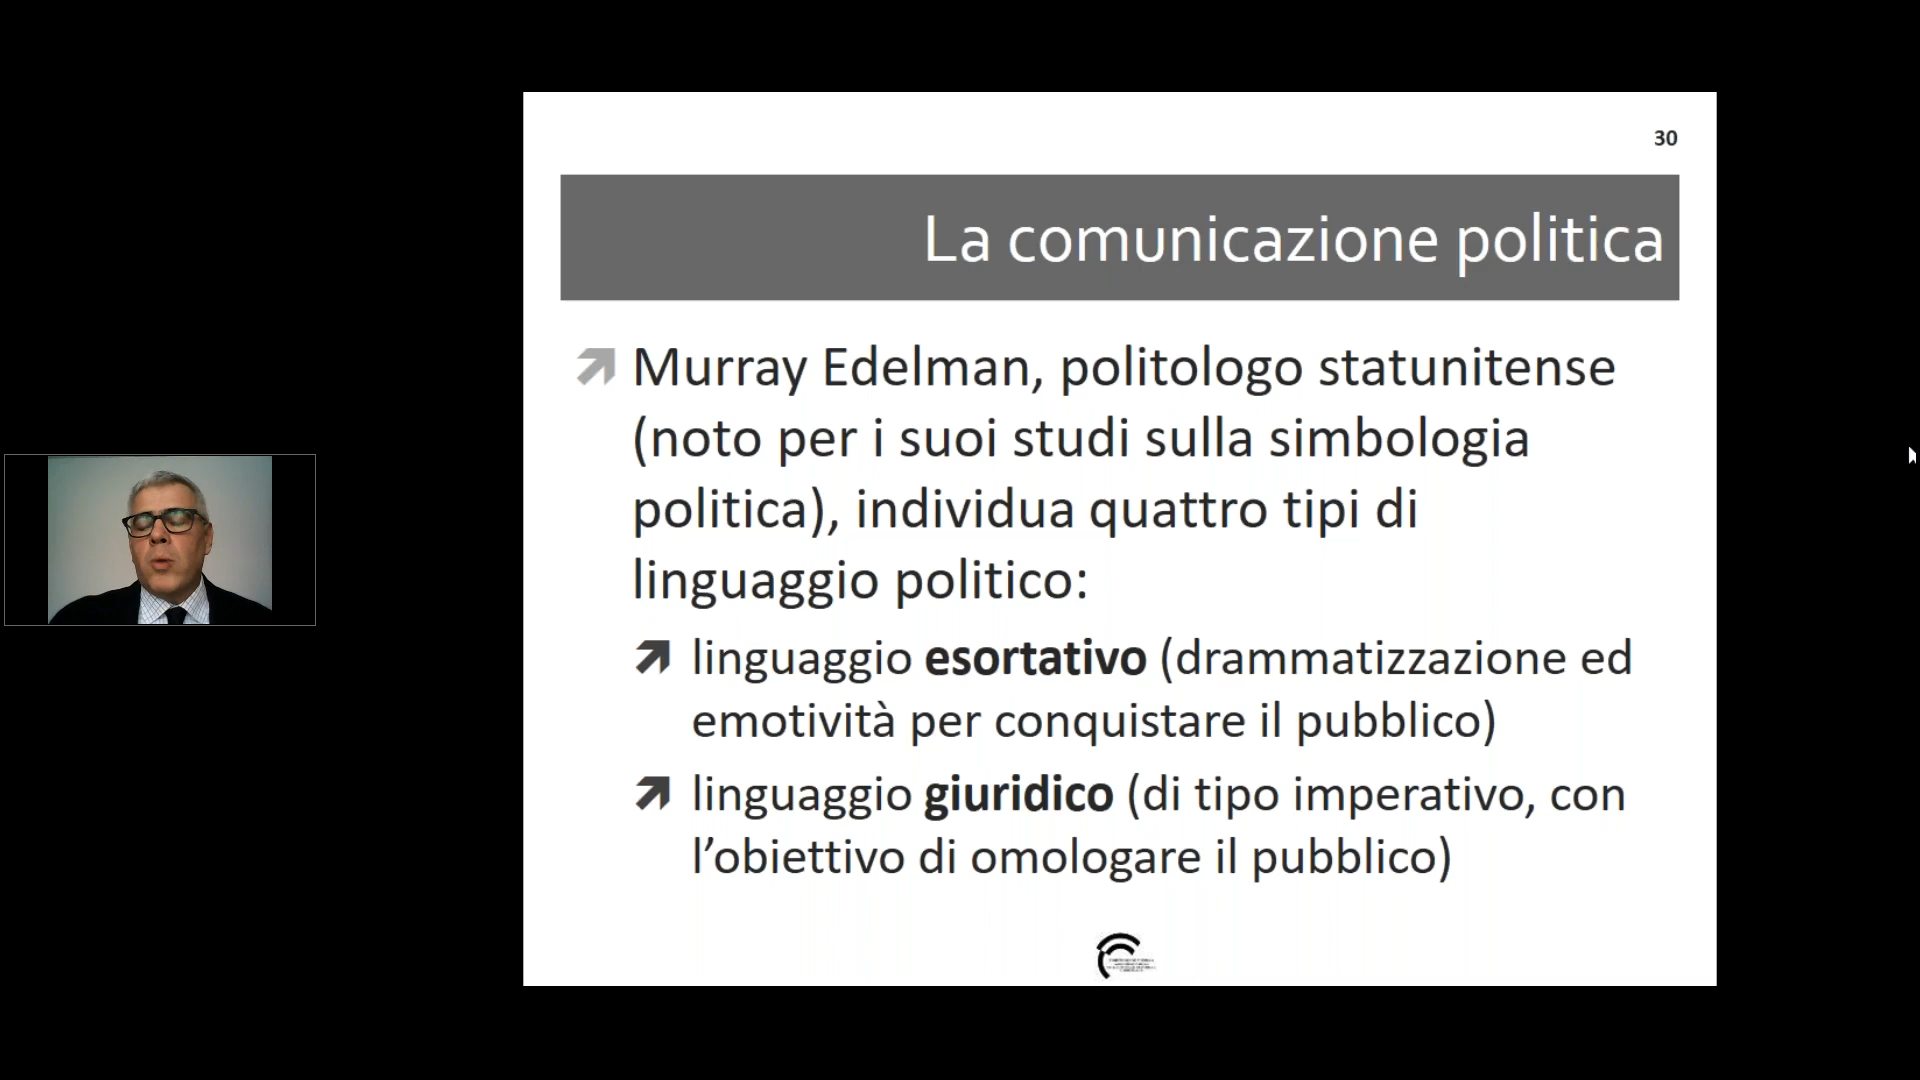 30
La comunicazione politica
Murray Edelman, politologo statunitense
(noto per i suoi studi sulla simbologia
politica), individua quattro tipi di
linguaggio politico:
linguaggio esortativo (drammatizzazione ed
emotività per conquistare il pubblico)
linguaggio giuridico (di tipo imperativo, con
l’obiettivo di omologare il pubblico)